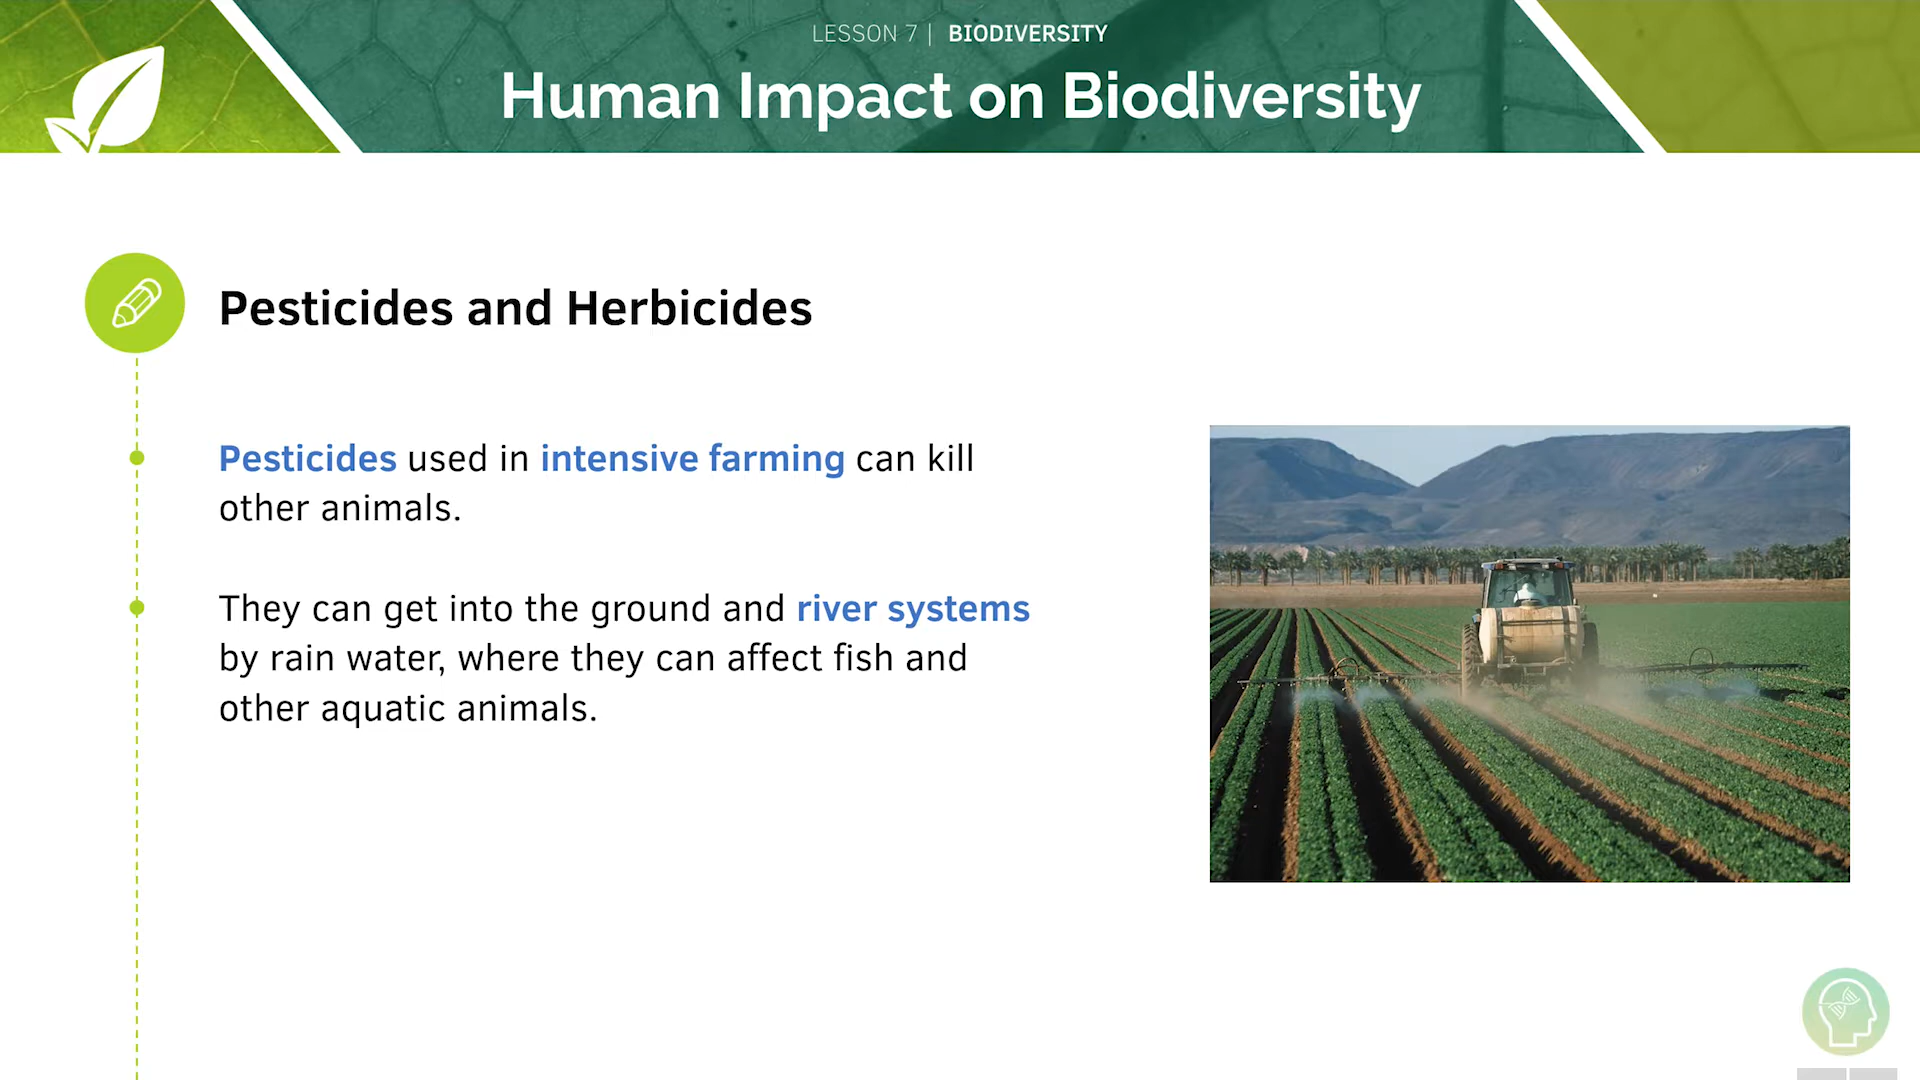 LESSON 7 | BIODIVERSITY
Human Impact on Biodiversity
Pesticides and Herbicides
Pesticides used in intensive farming can kill
other animals.
They can get into the ground and river systems
by rain water, where they can affect fish and
other aquatic animals.